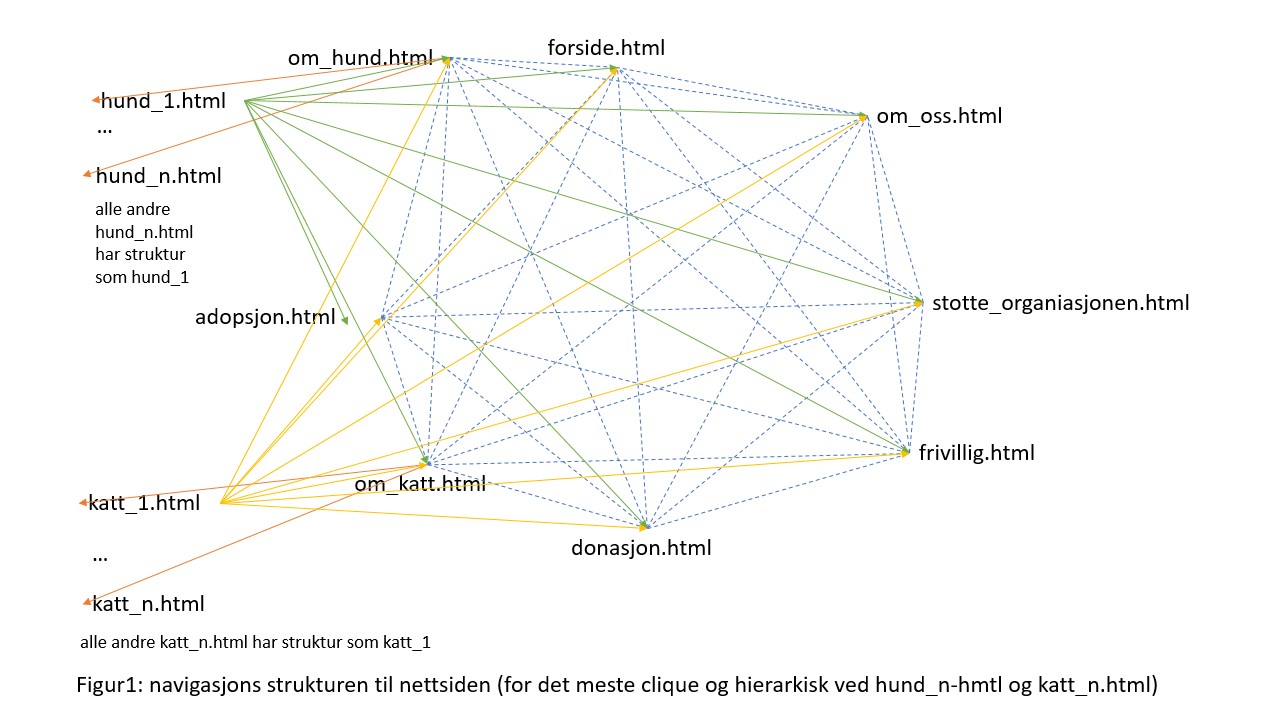 forside.html
om_hund.html
hund_1.html
om_oss.html
...
hund_n.html
alle andre
hund_n.html
har struktur
som hund_1
stotte_organiasjonen.html
adopsjon.html
frivillig.html
om_katt.html
katt_1.html
donasjon.html
...
katt_n.html
alle andre katt_n.html har struktur som katt_1
Figur1: navigasjons strukturen til nettsiden (for det meste clique og hierarkisk ved hund_n-hmtl og katt_n.html)